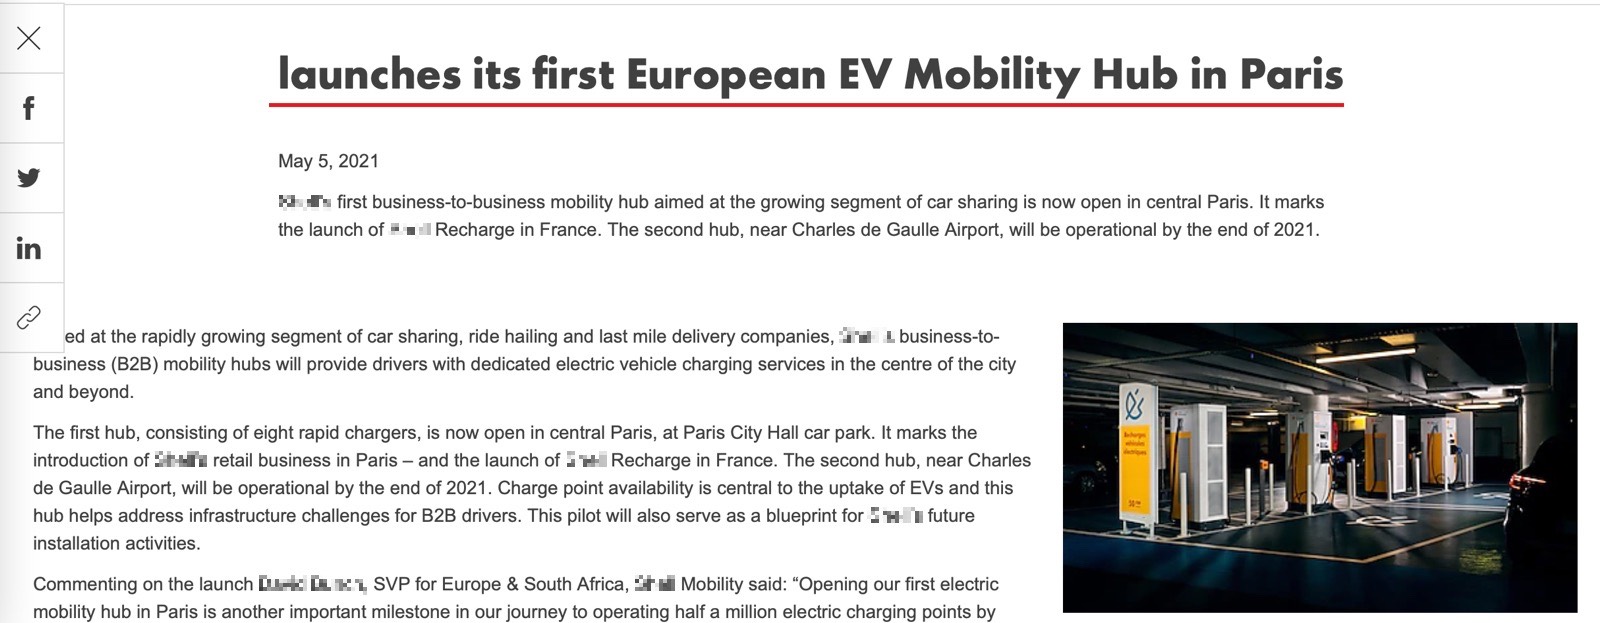 launches its first European EV Mobility Hub in Paris
May 5, 2021
first business-to-business mobility hub aimed at the growing segment of car sharing is now open in central Paris. It marks
the launch of Recharge in France. The second hub, near Charles de Gaulle Airport, will be operational by the end of 2021.
f
in
ed at the rapidly growing segment of car sharing, ride hailing and last mile delivery companies, business-to-
business (B2B) mobility hubs will provide drivers with dedicated electric vehicle charging services in the centre of the city
and beyond.
The first hub, consisting of eight rapid chargers, is now open in central Paris, at Paris City Hall car park. It marks the
introduction of retail business in Paris – and the launch of Recharge in France. The second hub, near Charles
de Gaulle Airport, will be operational by the end of 2021. Charge point availability is central to the uptake of EVs and this
hub helps address infrastructure challenges for B2B drivers. This pilot will also serve as a blueprint for future
installation activities.
Commenting on the launch SVP for Europe & South Africa, Mobility said: “Opening our first electric
mobility hub in Paris is another important milestone in our journey to operating half a million electric charging points by
Recharges
véhicules
électriques